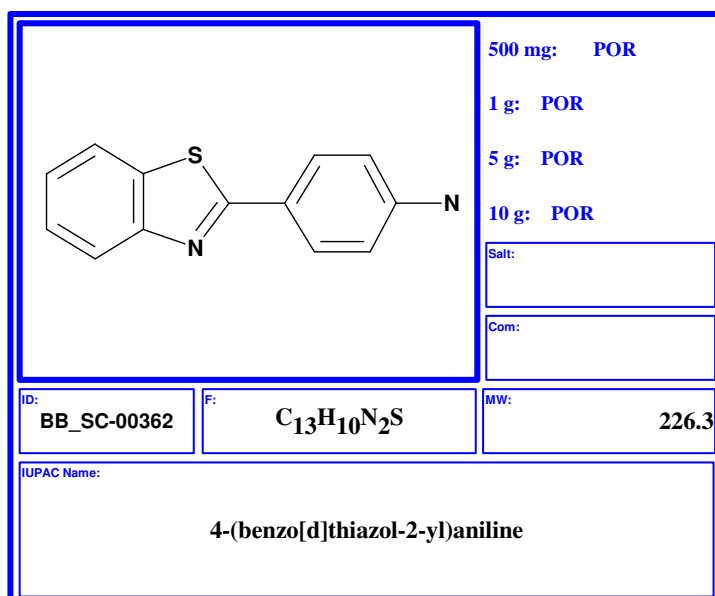 S
N
N
500 mg: POR
1 g: POR
5 g: POR
10 g: POR
Salt:
Com:
ID:
BB_SC-00362
F:
C13H10N2S
MW:
226.3
IUPAC Name:
4-(benzo[d]thiazol-2-yl)aniline